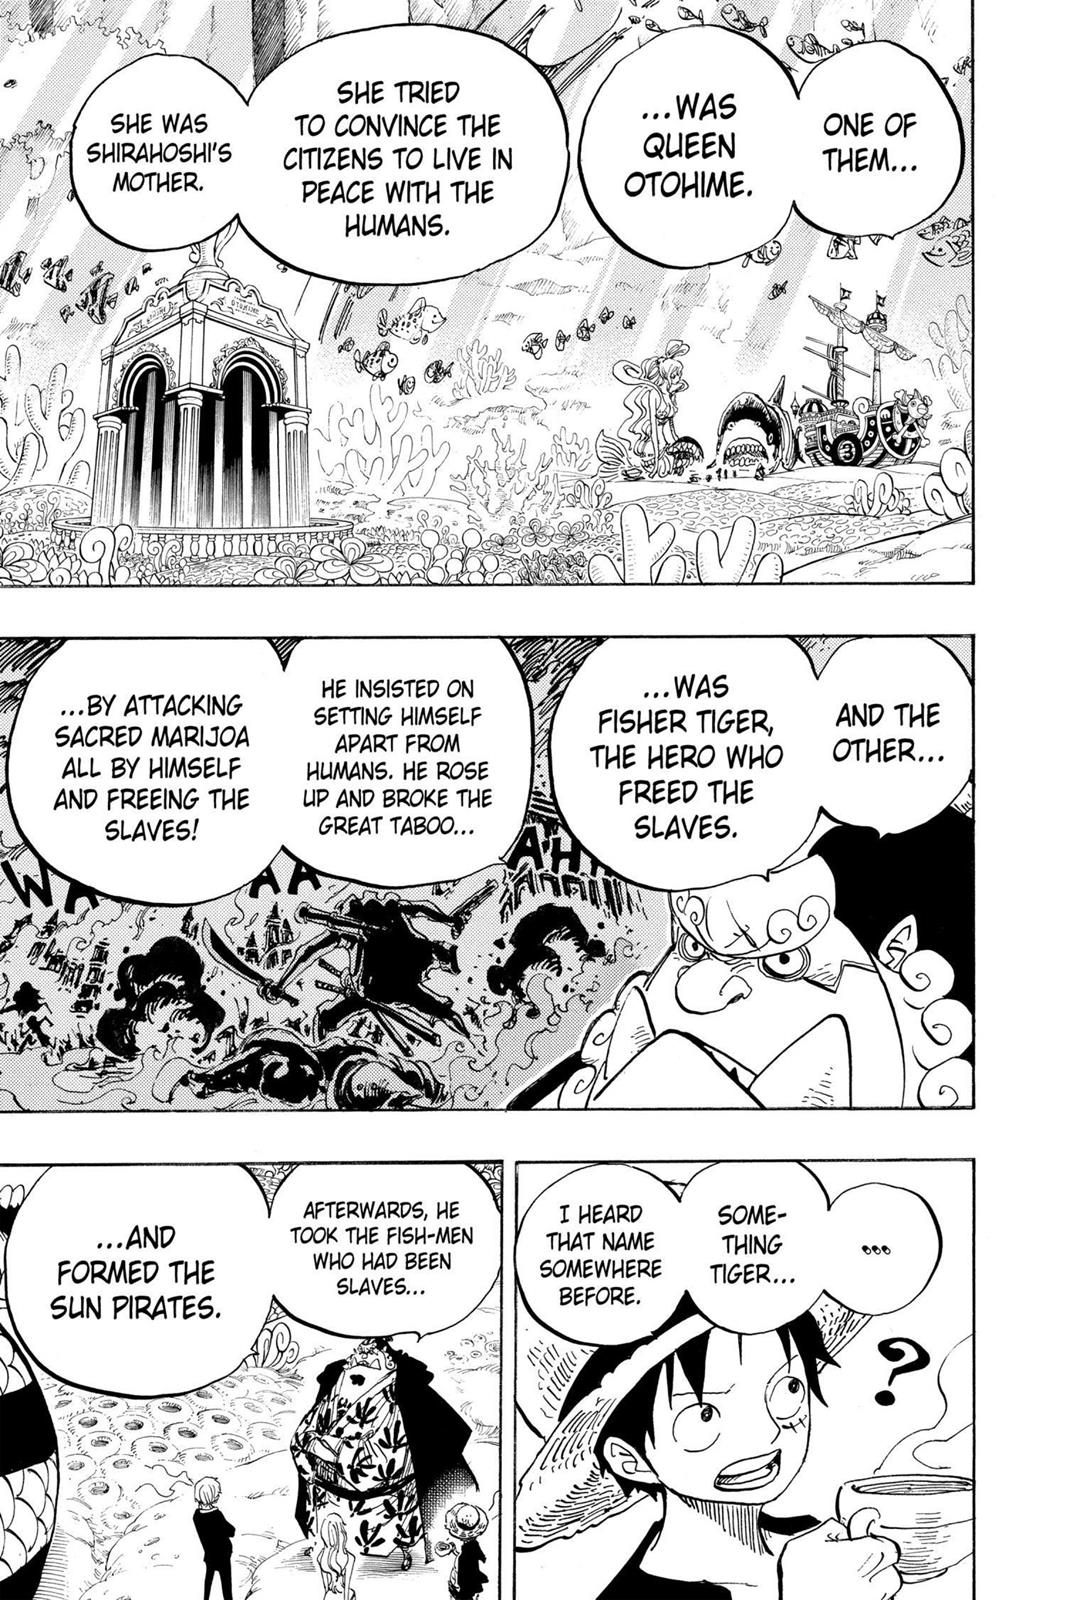 ONE OF
THEM...
...WAS
QUEEN
OTOHIME.
SHE TRIED
TO CONVINCE THE
CITIZENS TO LIVE IN
PEACE WITH THE
HUMANS.
SHE WAS
SHIRAHOSHI'S
MOTHER.
3
AND THE
OTHER...
...WAS
FISHER TIGER,
THE HERO WHO
FREED THE
SLAVES.
HE INSISTED ON
SETTING HIMSELF
APART FROM
HUMANS. HE ROSE
UP AND BROKE THE
GREAT TABOO...
...BY ATTACKING
SACRED MARIJOA
ALL BY HIMSELF
AND FREEING THE
SLAVES!
...
SOME-
THING
TIGER...
I HEARD
THAT NAME
SOMEWHERE
BEFORE.
?
AFTERWARDS, HE
TOOK THE FISH-MEN
WHO HAD BEEN
SLAVES...
...AND
FORMED THE
SUN PIRATES.